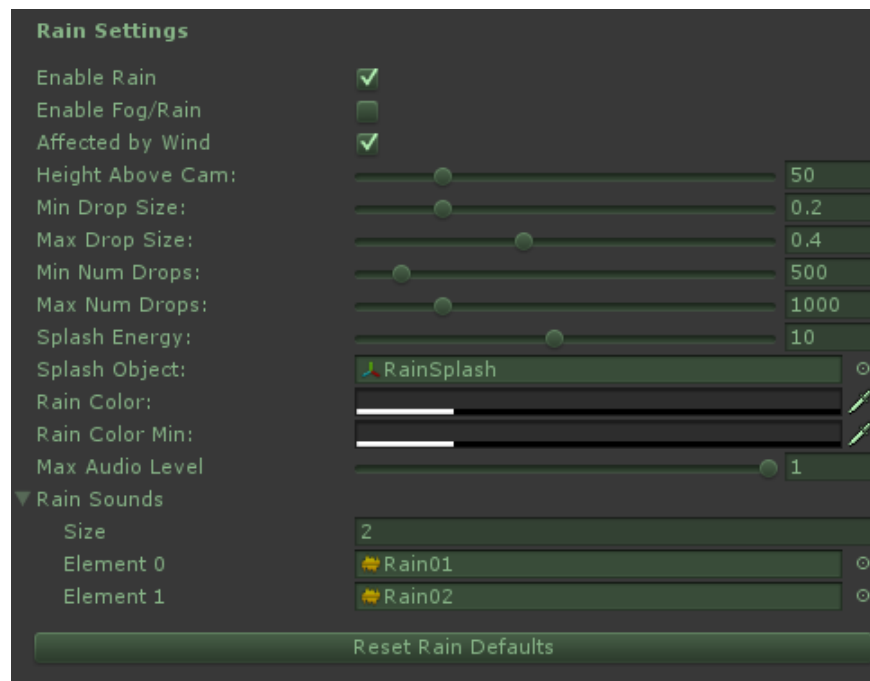 Rain Settings
Enable Rain
Enable Fog/Rain
Affected by Wind
Height Above Cam: 50
Min Drop Size: 0.2
Max Drop Size: 0.4
Min Num Drops: 500
Max Num Drops: 1000
Splash Energy: 10
Splash Object: RainSplash
Rain Color:
Rain Color Min:
Max Audio Level 1
Rain Sounds
Size 2
Element 0 Rain01
Element 1 Rain02
Reset Rain Defaults